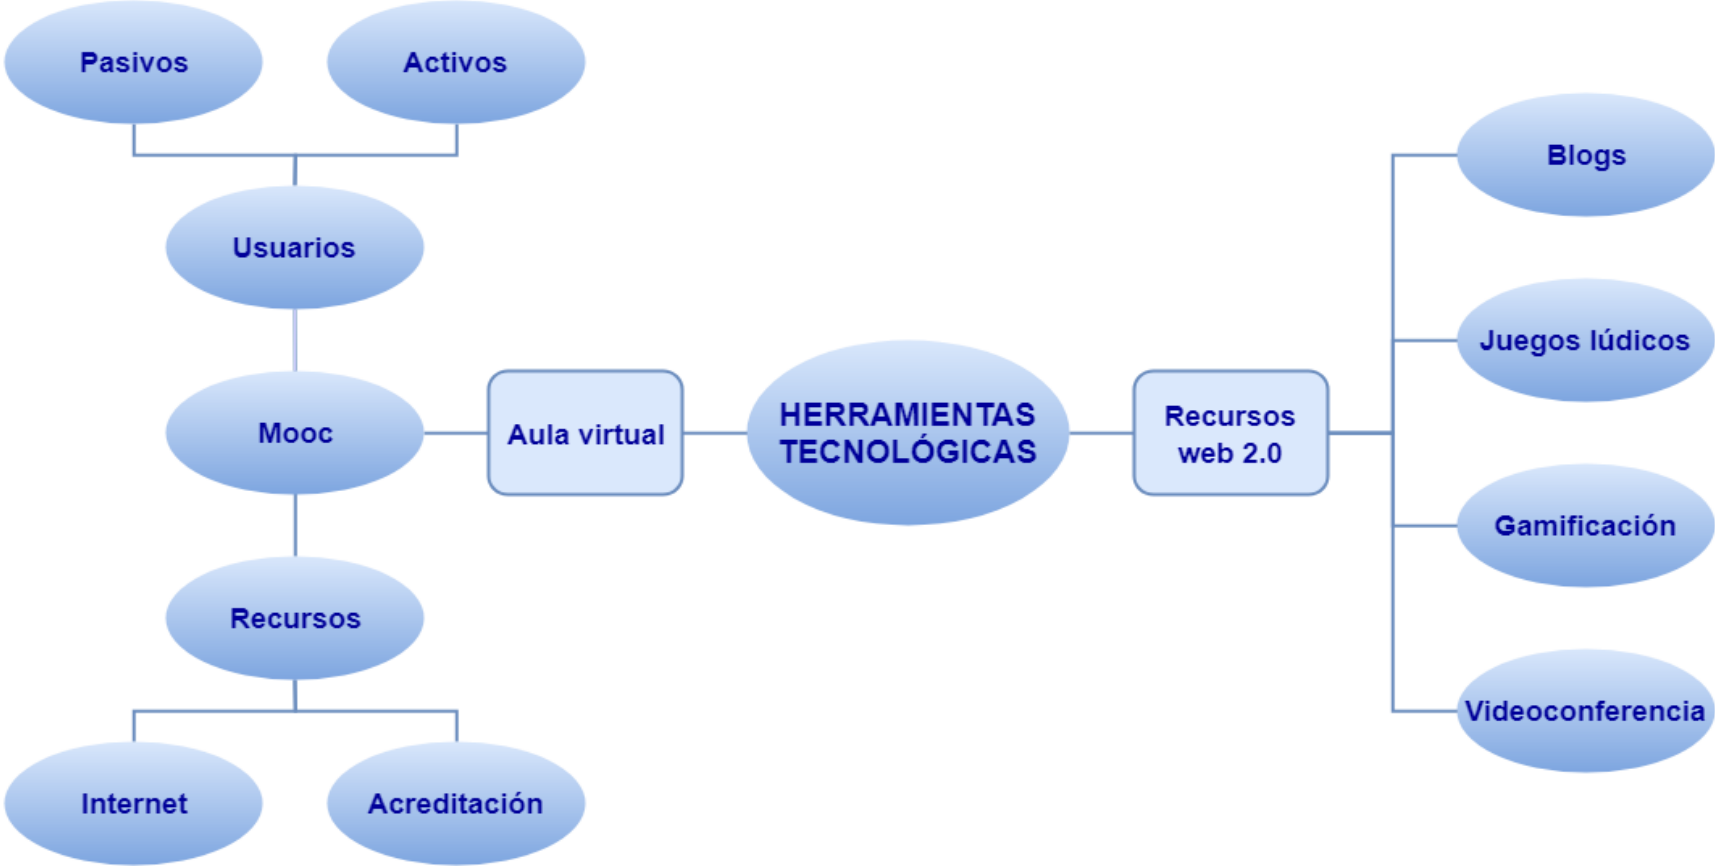 Pasivos
Activos
Usuarios
Mooc
Recursos
Internet
Acreditación
Aula virtual
HERRAMIENTAS
TECNOLÓGICAS
Recursos
web 2.0
Blogs
Juegos lúdicos
Gamificación
Videoconferencia